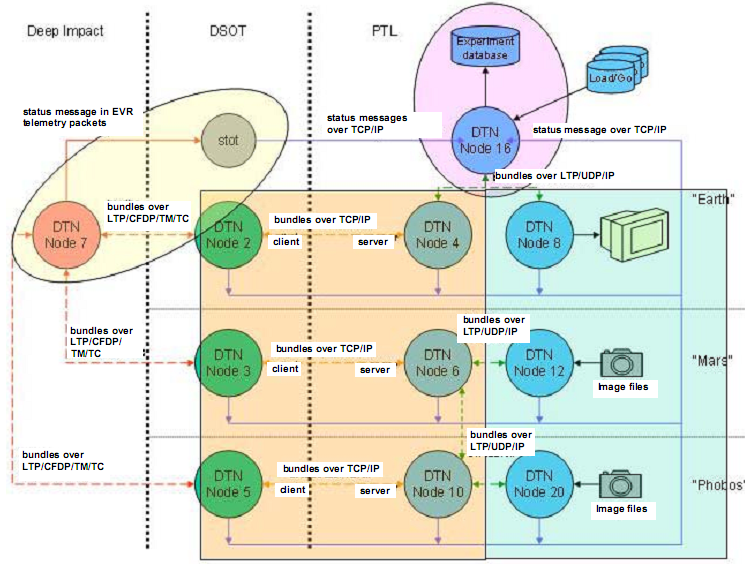 Deep Impact
DSOT
PTL
Experiment
database
Load/Go
status message in EVR
telemetry packets
stot
status messages
over TCP/IP
DTN
Node 16
status message over TCP/IP
bundles over LTP/UDP/IP
"Earth"
bundles over
LTP/CFDP/TM/TC
DTN
Node 7
DTN
Node 2
bundles over TCP/IP
client
server
DTN
Node 4
DTN
Node 8
bundles over
LTP/CFDP/
TM/TC
DTN
Node 3
bundles over TCP/IP
client
server
DTN
Node 6
bundles over
LTP/UDP/IP
DTN
Node 12
Image files
"Mars"
bundles over
LTP/CFDP/TM/TC
DTN
Node 5
bundles over TCP/IP
client
server
DTN
Node 10
bundles over
LTP/UDP/IP
DTN
Node 20
Image files
"Phobos"